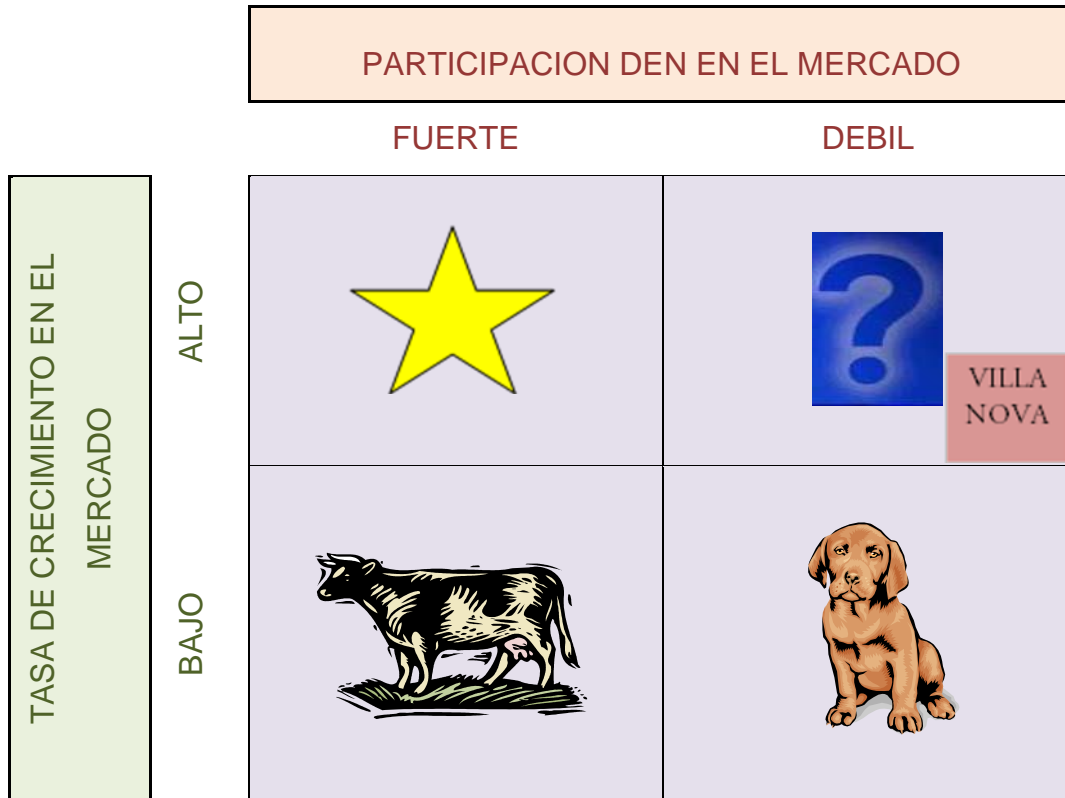 PARTICIPACION DEN EN EL MERCADO
FUERTE
DEBIL
TASA DE CRECIMIENTO EN EL
MERCADO
ALTO
?
VILLA
NOVA
BAJO